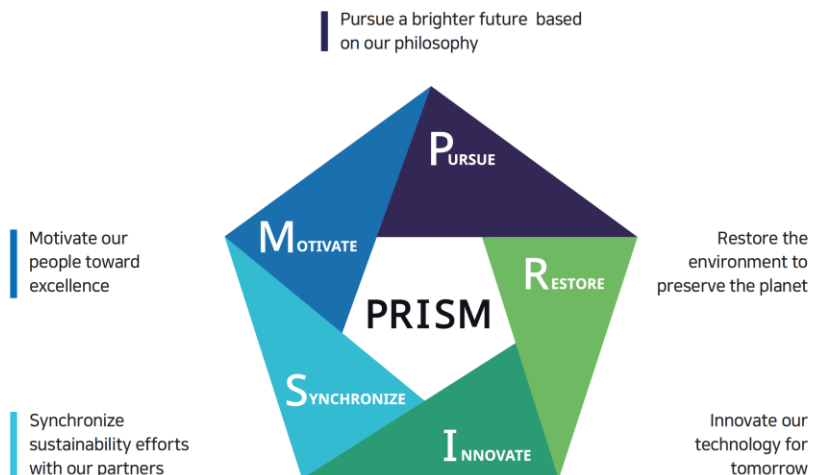 Pursue a brighter future based
on our philosophy
PURSUE
MOTIVATE
Motivate our
people toward
excellence
Restore the
environment to
preserve the planet
RESTORE
PRISM
SYNCHRONIZE
Synchronize
sustainability efforts
with our partners
INNOVATE
Innovate our
technology for
tomorrow